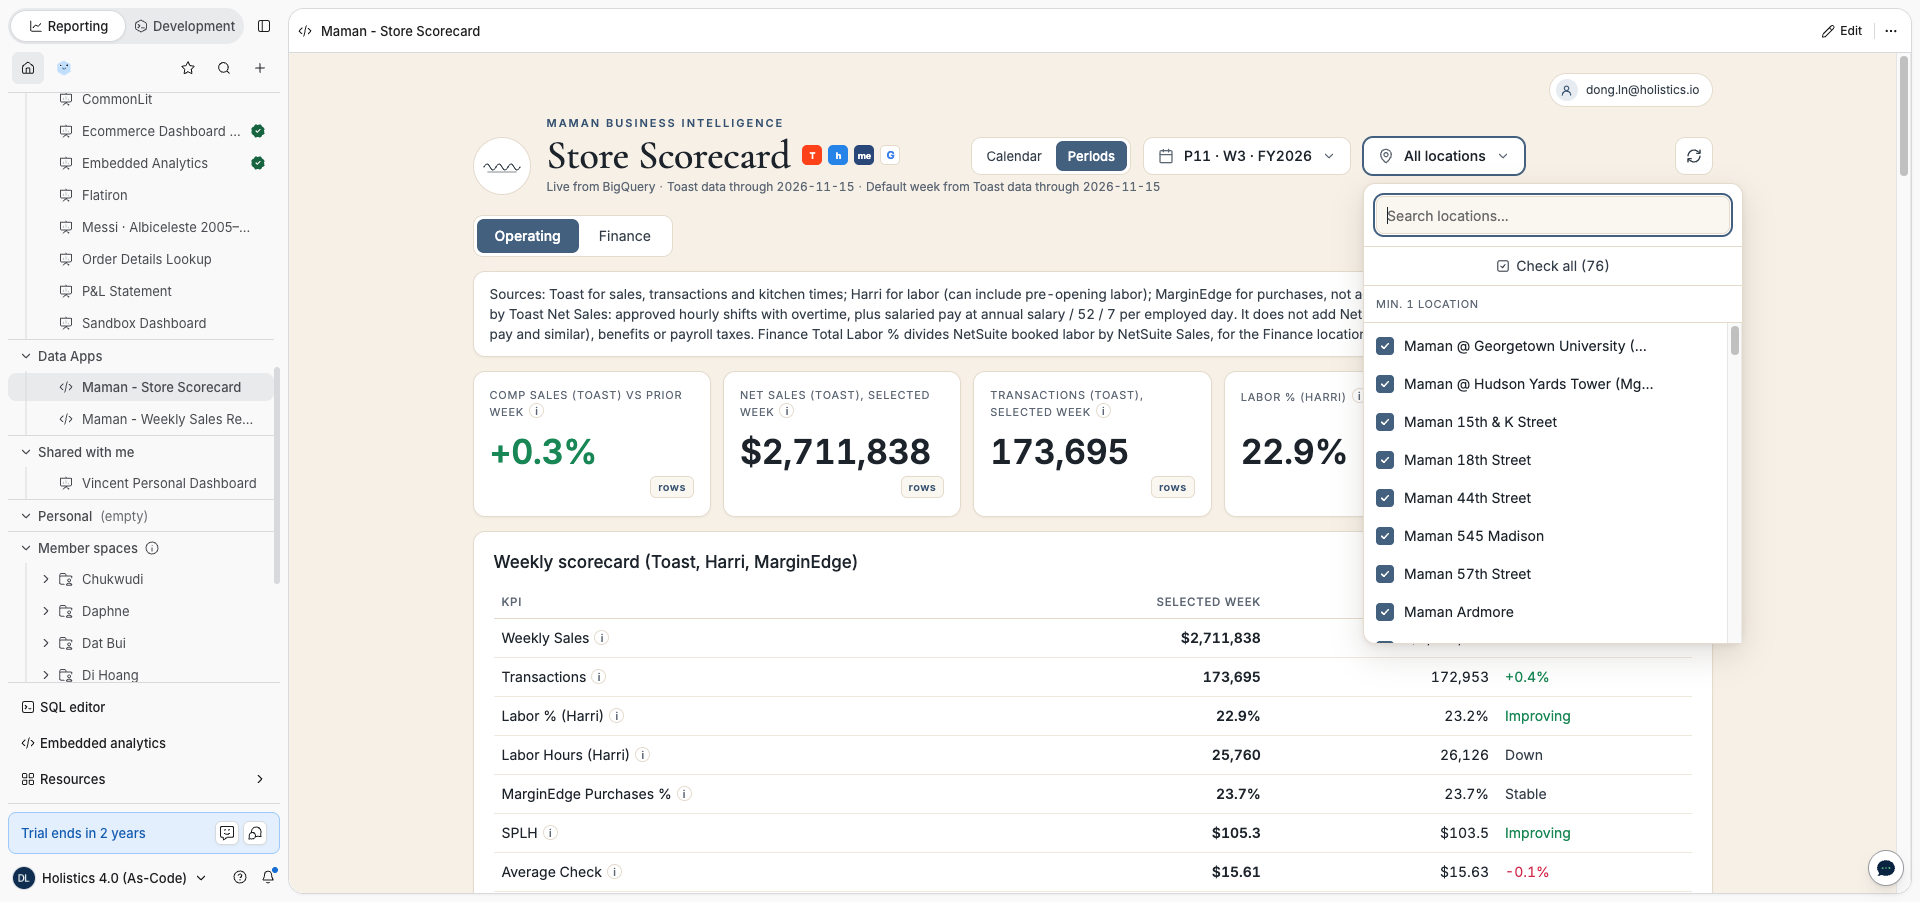 Reporting
Development
CommonLit
Ecommerce Dashboard ...
Embedded Analytics
Flatiron
Messi · Albiceleste 2005–...
Order Details Lookup
P&L Statement
Sandbox Dashboard
Data Apps
Maman - Store Scorecard
Maman - Weekly Sales Re...
Shared with me
Vincent Personal Dashboard
Personal (empty)
Member spaces
Chukwudi
Daphne
Dat Bui
Di Hoang
SQL editor
Embedded analytics
Resources
Trial ends in 2 years
DL Holistics 4.0 (As-Code)
Maman - Store Scorecard
Edit
dong.ln@holistics.io
MAMAN BUSINESS INTELLIGENCE
Store Scorecard T h me G
Calendar Periods
P11 · W3 · FY2026
All locations
Live from BigQuery · Toast data through 2026-11-15 · Default week from Toast data through 2026-11-15
Operating Finance
Sources: Toast for sales, transactions and kitchen times; Harri for labor (can include pre-opening labor); MarginEdge for purchases, not a
by Toast Net Sales: approved hourly shifts with overtime, plus salaried pay at annual salary / 52 / 7 per employed day. It does not add Net
pay and similar), benefits or payroll taxes. Finance Total Labor % divides NetSuite booked labor by NetSuite Sales, for the Finance location
COMP SALES (TOAST) VS PRIOR
WEEK
+0.3%
rows
NET SALES (TOAST), SELECTED
WEEK
$2,711,838
rows
TRANSACTIONS (TOAST),
SELECTED WEEK
173,695
rows
LABOR % (HARRI)
22.9%
Search locations...
Check all (76)
MIN. 1 LOCATION
Maman @ Georgetown University (...
Maman @ Hudson Yards Tower (Mg...
Maman 15th & K Street
Maman 18th Street
Maman 44th Street
Maman 545 Madison
Maman 57th Street
Maman Ardmore
Weekly scorecard (Toast, Harri, MarginEdge)
KPI SELECTED WEEK
Weekly Sales $2,711,838
Transactions 173,695 172,953 +0.4%
Labor % (Harri) 22.9% 23.2% Improving
Labor Hours (Harri) 25,760 26,126 Down
MarginEdge Purchases % 23.7% 23.7% Stable
SPLH $105.3 $103.5 Improving
Average Check $15.61 $15.63 -0.1%